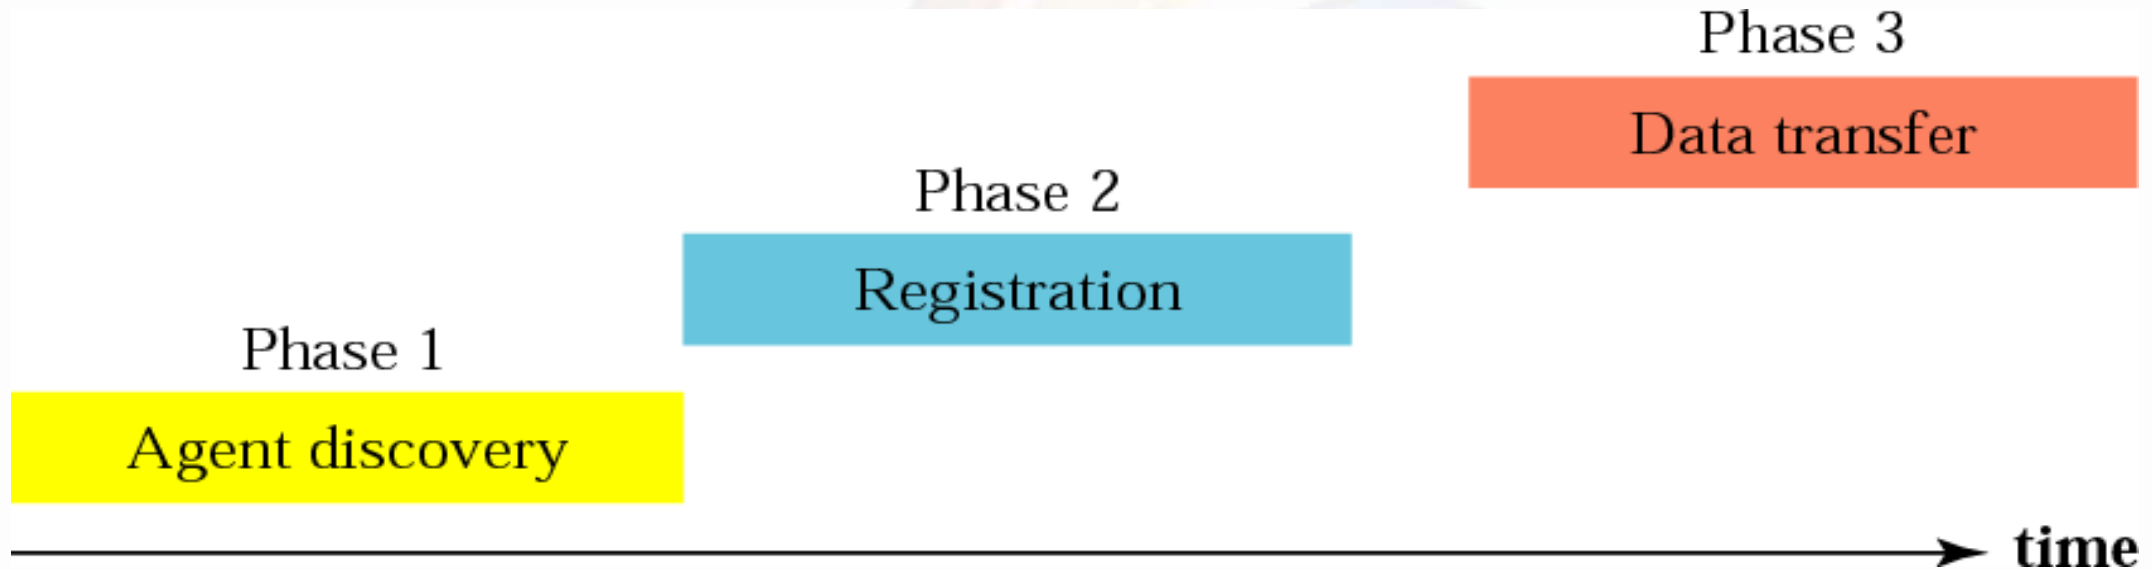 Phase 3
Data transfer
Phase 2
Registration
Phase 1
Agent discovery
time